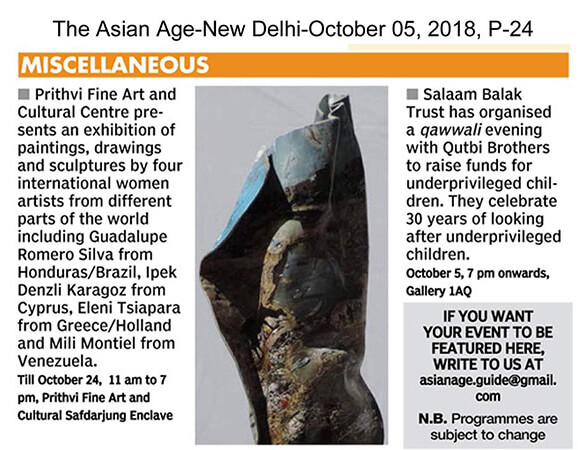 The Asian Age-New Delhi-October 05, 2018, P-24
MISCELLANEOUS
■ Prithvi Fine Art and
Cultural Centre pre-
sents an exhibition of
paintings, drawings
and sculptures by four
international women
artists from different
parts of the world
including Guadalupe
Romero Silva from
Honduras/Brazil, Ipek
Denzli Karagoz from
Cyprus, Eleni Tsiapara
from Greece/Holland
and Mili Montiel from
Venezuela.
Till October 24, 11 am to 7
pm, Prithvi Fine Art and
Cultural Safdarjung Enclave
■ Salaam Balak
Trust has organised
a qawwali evening
with Qutbi Brothers
to raise funds for
underprivileged chil-
dren. They celebrate
30 years of looking
after underprivileged
children.
October 5, 7 pm onwards,
Gallery 1AQ
IF YOU WANT
YOUR EVENT TO BE
FEATURED HERE,
WRITE TO US AT
asianage.guide@gmail.
com
N.B. Programmes are
subject to change